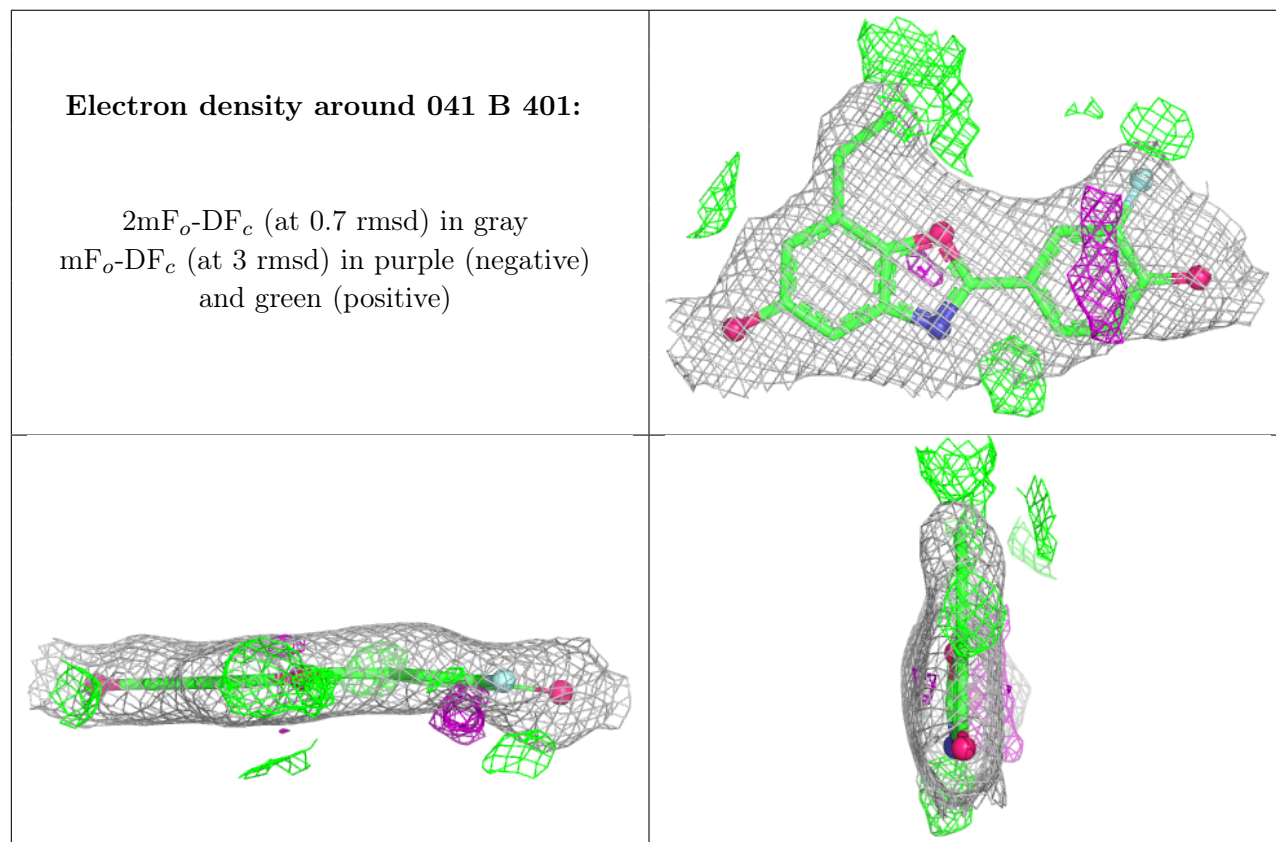 Electron density around 041 B 401:
2mFₒ-DF𝒸 (at 0.7 rmsd) in gray
mFₒ-DF𝒸 (at 3 rmsd) in purple (negative)
and green (positive)